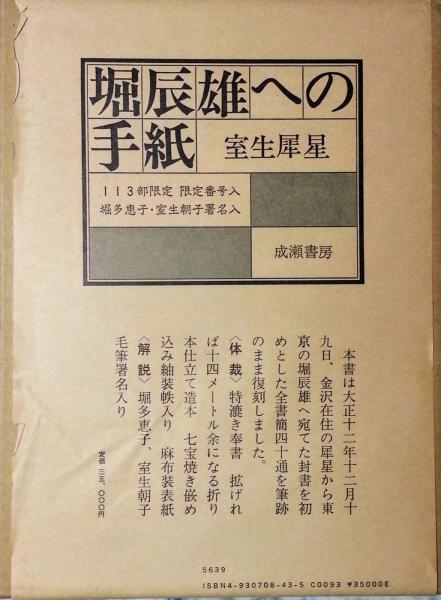 堀辰雄への
手紙 室生犀星
113部限定 限定番号入
堀多恵子・室生朝子署名入
成瀬書房
本書は大正十二年十二月十
九日、金沢在住の犀星から東
京の堀辰雄へ宛てた封書を初
めとした全書簡四十通を筆跡
のまま復刻しました。
〈体 裁〉特漉き奉書 拡げれ
ば十四メートル余になる折り
本仕立て造本 七宝焼き嵌め
込み紬装帙入り 麻布装表紙
〈解 説〉堀多恵子、室生朝子
毛筆署名入り
定価 三五、〇〇〇円
5639
ISBN4-930708-43-5 C0093 ¥35000E